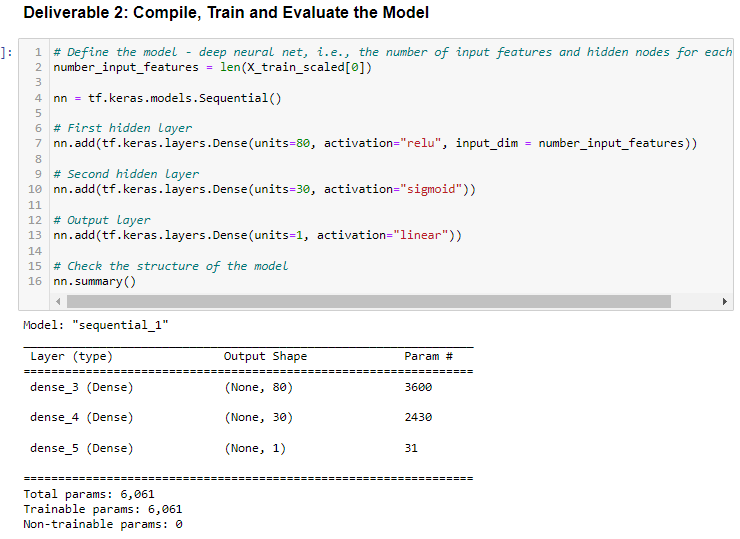 Deliverable 2: Compile, Train and Evaluate the Model
]:
1 # Define the model - deep neural net, i.e., the number of input features and hidden nodes for each
2 number_input_features = len(X_train_scaled[0])
3
4 nn = tf.keras.models.Sequential()
5
6 # First hidden layer
7 nn.add(tf.keras.layers.Dense(units=80, activation="relu", input_dim = number_input_features))
8
9 # Second hidden layer
10 nn.add(tf.keras.layers.Dense(units=30, activation="sigmoid"))
11
12 # Output layer
13 nn.add(tf.keras.layers.Dense(units=1, activation="linear"))
14
15 # Check the structure of the model
16 nn.summary()
Model: "sequential_1"
Layer (type) Output Shape Param #
dense_3 (Dense) (None, 80) 3600
dense_4 (Dense) (None, 30) 2430
dense_5 (Dense) (None, 1) 31
Total params: 6,061
Trainable params: 6,061
Non-trainable params: 0